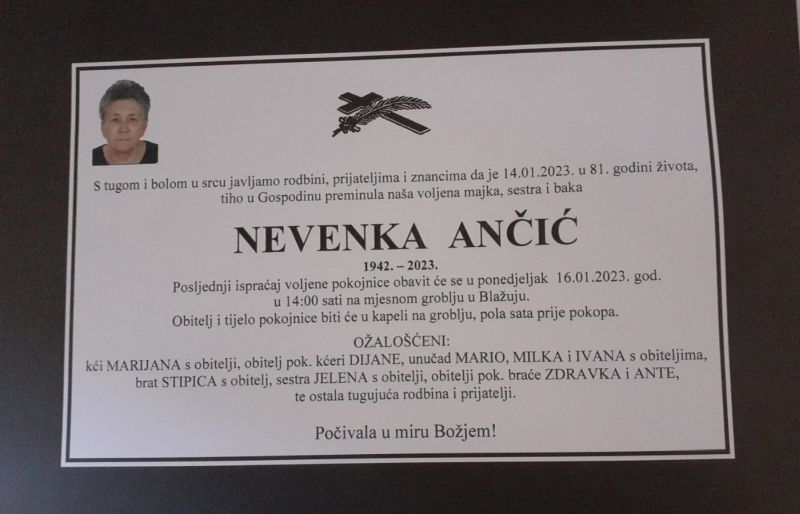 S tugom i bolom u srcu javljamo rodbini, prijateljima i znancima da je 14.01.2023. u 81. godini života,
tiho u Gospodinu preminula naša voljena majka, sestra i baka
NEVENKA ANČIĆ
1942. – 2023.
Posljednji ispraćaj voljene pokojnice obavit će se u ponedjeljak 16.01.2023. god.
u 14:00 sati na mjesnom groblju u Blažuju.
Obitelj i tijelo pokojnice biti će u kapeli na groblju, pola sata prije pokopa.
OŽALOŠĆENI:
kći MARIJANA s obitelji, obitelj pok. kćeri DIJANE, unučad MARIO, MILKA i IVANA s obiteljima,
brat STIPICA s obitelj, sestra JELENA s obitelji, obitelji pok. braće ZDRAVKA i ANTE,
te ostala tugujuća rodbina i prijatelji.
Počivala u miru Božjem!